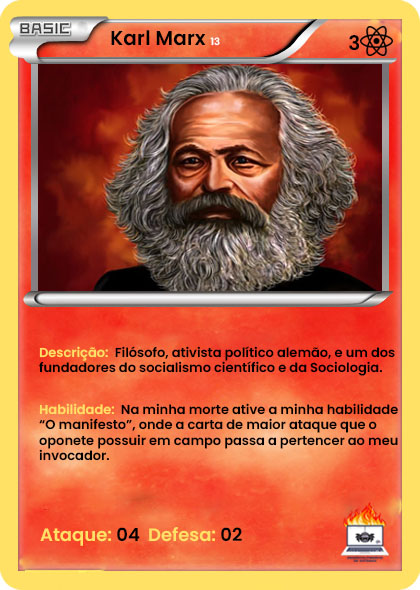 BASIC
Karl Marx 13
3
Descrição: Filósofo, ativista político alemão, e um dos
fundadores do socialismo científico e da Sociologia.
Habilidade: Na minha morte ative a minha habilidade
“O manifesto”, onde a carta de maior ataque que o
oponete possuir em campo passa a pertencer ao meu
invocador.
Ataque: 04 Defesa: 02